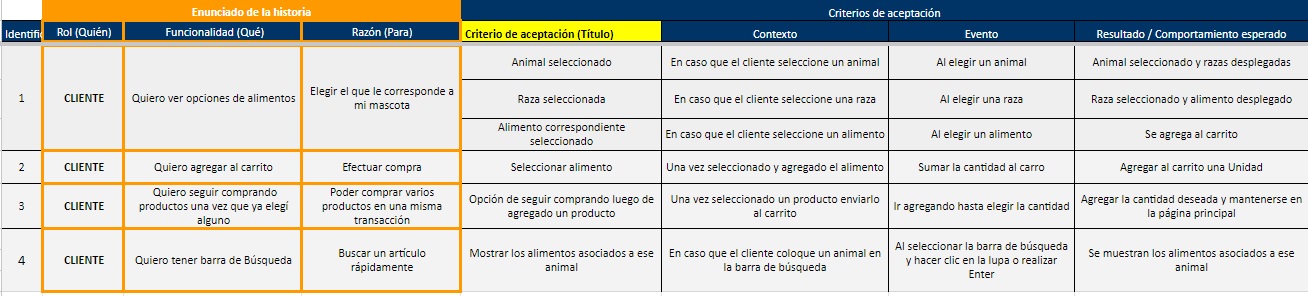 Enunciado de la historia
Criterios de aceptación
Identifi
Rol (Quién)
Funcionalidad (Qué)
Razón (Para)
Criterio de aceptación (Título)
Contexto
Evento
Resultado / Comportamiento esperado
1
CLIENTE
Quiero ver opciones de alimentos
Elegir el que le corresponde a
mi mascota
Animal seleccionado
En caso que el cliente seleccione un animal
Al elegir un animal
Animal seleccionado y razas desplegadas
Raza seleccionada
En caso que el cliente seleccione una raza
Al elegir una raza
Raza seleccionado y alimento desplegado
Alimento correspondiente
seleccionado
En caso que el cliente seleccione un alimento
Al elegir un alimento
Se agrega al carrito
2
CLIENTE
Quiero agregar al carrito
Efectuar compra
Seleccionar alimento
Una vez seleccionado y agregado el alimento
Sumar la cantidad al carro
Agregar al carrito una Unidad
3
CLIENTE
Quiero seguir comprando
productos una vez que ya elegí
alguno
Poder comprar varios
productos en una misma
transacción
Opción de seguir comprando luego de
agregado un producto
Una vez seleccionado un producto enviarlo
al carrito
Ir agregando hasta elegir la cantidad
Agregar la cantidad deseada y mantenerse en
la página principal
4
CLIENTE
Quiero tener barra de Búsqueda
Buscar un artículo
rápidamente
Mostrar los alimentos asociados a ese
animal
En caso que el cliente coloque un animal en
la barra de búsqueda
Al seleccionar la barra de búsqueda
y hacer clic en la lupa o realizar
Enter
Se muestran los alimentos asociados a ese
animal